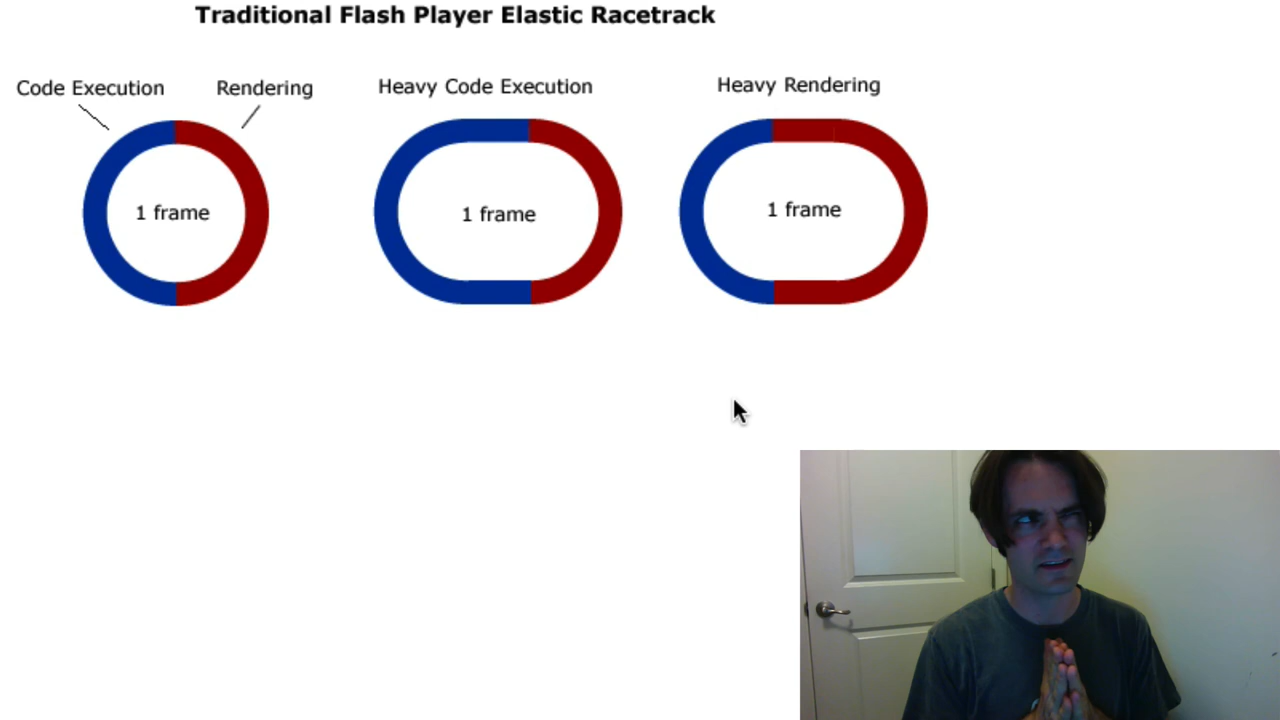 Traditional Flash Player Elastic Racetrack
Code Execution
Rendering
Heavy Code Execution
Heavy Rendering
1 frame
1 frame
1 frame